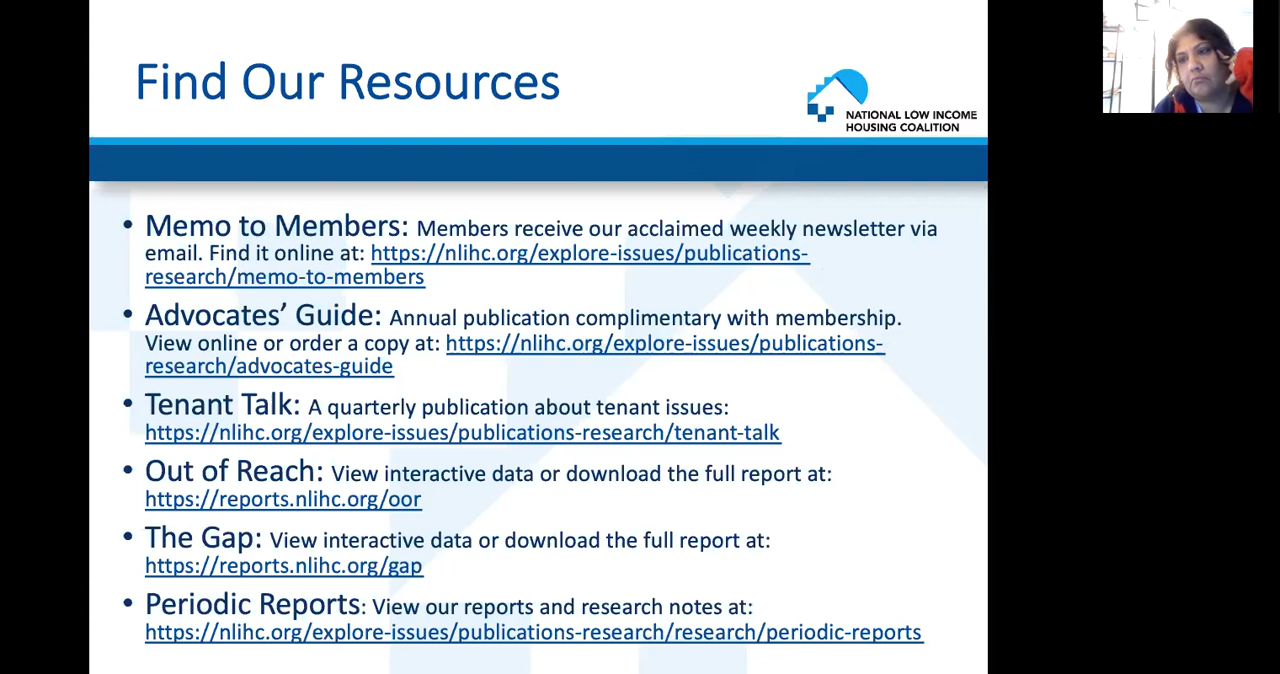 Find Our Resources
NATIONAL LOW INCOME
HOUSING COALITION
• Memo to Members: Members receive our acclaimed weekly newsletter via
email. Find it online at: https://nlihc.org/explore-issues/publications-
research/memo-to-members
• Advocates’ Guide: Annual publication complimentary with membership.
View online or order a copy at: https://nlihc.org/explore-issues/publications-
research/advocates-guide
• Tenant Talk: A quarterly publication about tenant issues:
https://nlihc.org/explore-issues/publications-research/tenant-talk
• Out of Reach: View interactive data or download the full report at:
https://reports.nlihc.org/oor
• The Gap: View interactive data or download the full report at:
https://reports.nlihc.org/gap
• Periodic Reports: View our reports and research notes at:
https://nlihc.org/explore-issues/publications-research/research/periodic-reports